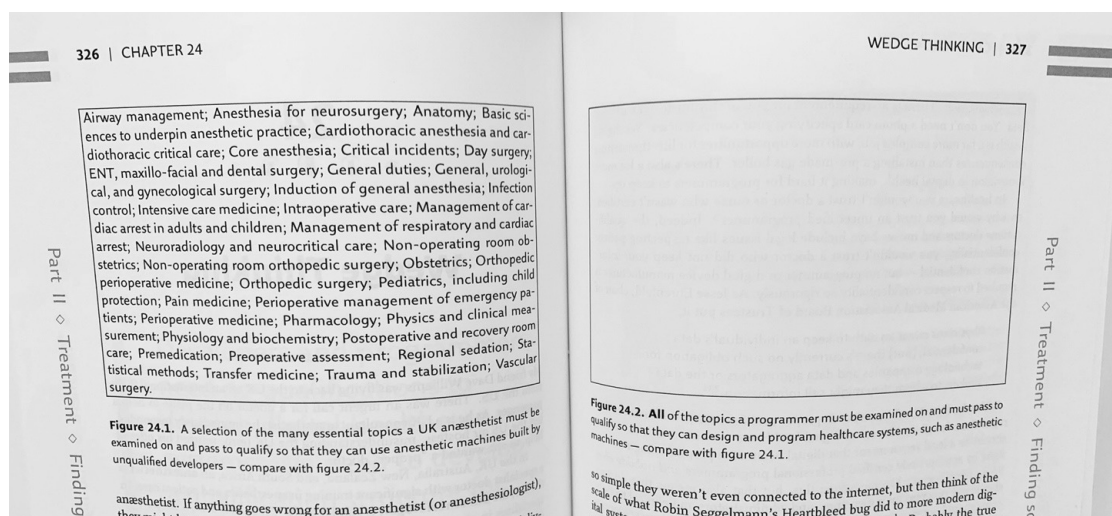 326 | CHAPTER 24
Airway management; Anesthesia for neurosurgery; Anatomy; Basic sci-
ences to underpin anesthetic practice; Cardiothoracic anesthesia and car-
diothoracic critical care; Core anesthesia; Critical incidents; Day surgery;
ENT, maxillo-facial and dental surgery; General duties; General, urologi-
cal, and gynecological surgery; Induction of general anesthesia; Infection
control; Intensive care medicine; Intraoperative care; Management of car-
diac arrest in adults and children; Management of respiratory and cardiac
arrest; Neuroradiology and neurocritical care; Non-operating room ob-
stetrics; Non-operating room orthopedic surgery; Obstetrics; Orthopedic
perioperative medicine; Orthopedic surgery; Pediatrics, including child
protection; Pain medicine; Perioperative management of emergency pa-
tients; Perioperative medicine; Pharmacology; Physics and clinical mea-
surement; Physiology and biochemistry; Postoperative and recovery room
care; Premedication; Preoperative assessment; Regional sedation; Sta-
tistical methods; Transfer medicine; Trauma and stabilization; Vascular
surgery.
Figure 24.1. A selection of the many essential topics a UK anæsthetist must be
examined on and pass to qualify so that they can use anesthetic machines built by
unqualified developers — compare with figure 24.2.
anæsthetist. If anything goes wrong for an anæsthetist (or anesthesiologist),
Part II ◇ Treatment ◇ Finding
WEDGE THINKING | 327
Figure 24.2. All of the topics a programmer must be examined on and must pass to
qualify so that they can design and program healthcare systems, such as anesthetic
machines — compare with figure 24.1.
so simple they weren't even connected to the internet, but then think of the
scale of what Robin Seggelmann's Heartbleed bug did to more modern dig-
Probably the true
Part II ◇ Treatment ◇ Finding